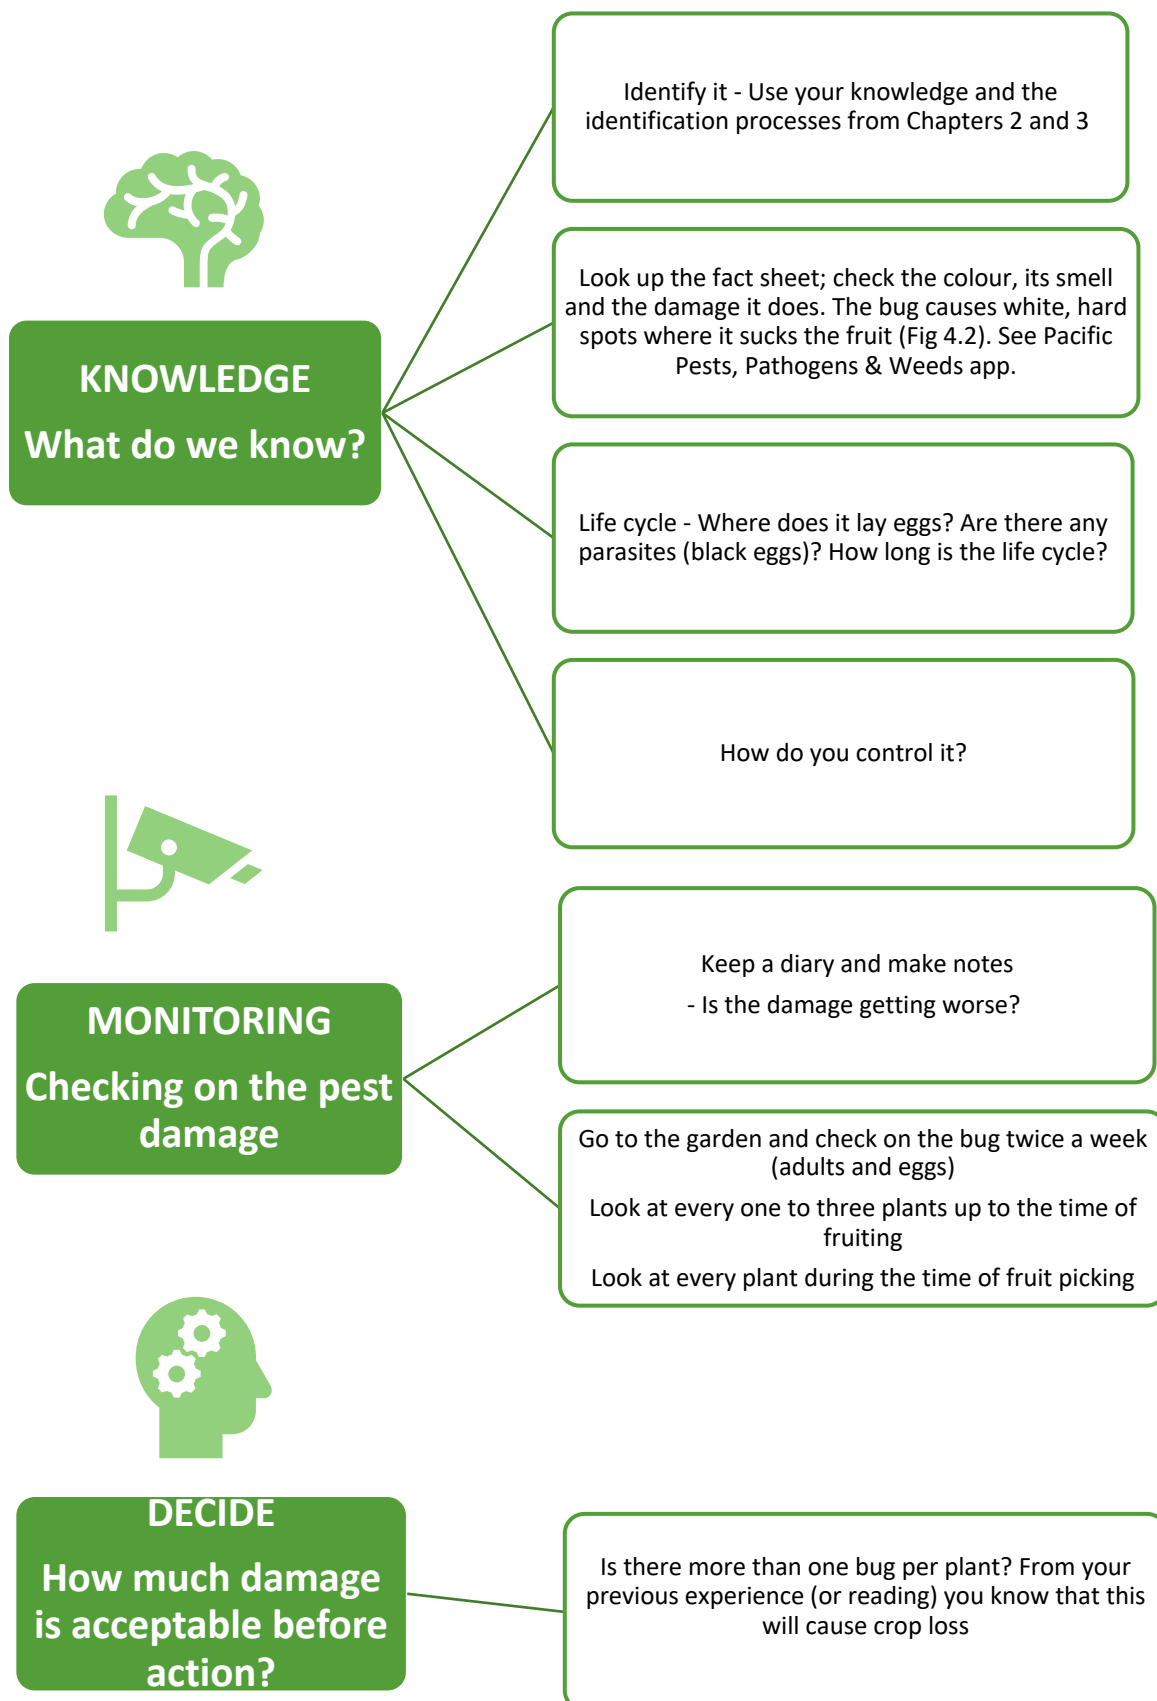 KNOWLEDGE
What do we know?
Identify it - Use your knowledge and the
identification processes from Chapters 2 and 3
Look up the fact sheet; check the colour, its smell
and the damage it does. The bug causes white, hard
spots where it sucks the fruit (Fig 4.2). See Pacific
Pests, Pathogens & Weeds app.
Life cycle - Where does it lay eggs? Are there any
parasites (black eggs)? How long is the life cycle?
How do you control it?
MONITORING
Checking on the pest
damage
Keep a diary and make notes
- Is the damage getting worse?
Go to the garden and check on the bug twice a week
(adults and eggs)
Look at every one to three plants up to the time of
fruiting
Look at every plant during the time of fruit picking
DECIDE
How much damage
is acceptable before
action?
Is there more than one bug per plant? From your
previous experience (or reading) you know that this
will cause crop loss